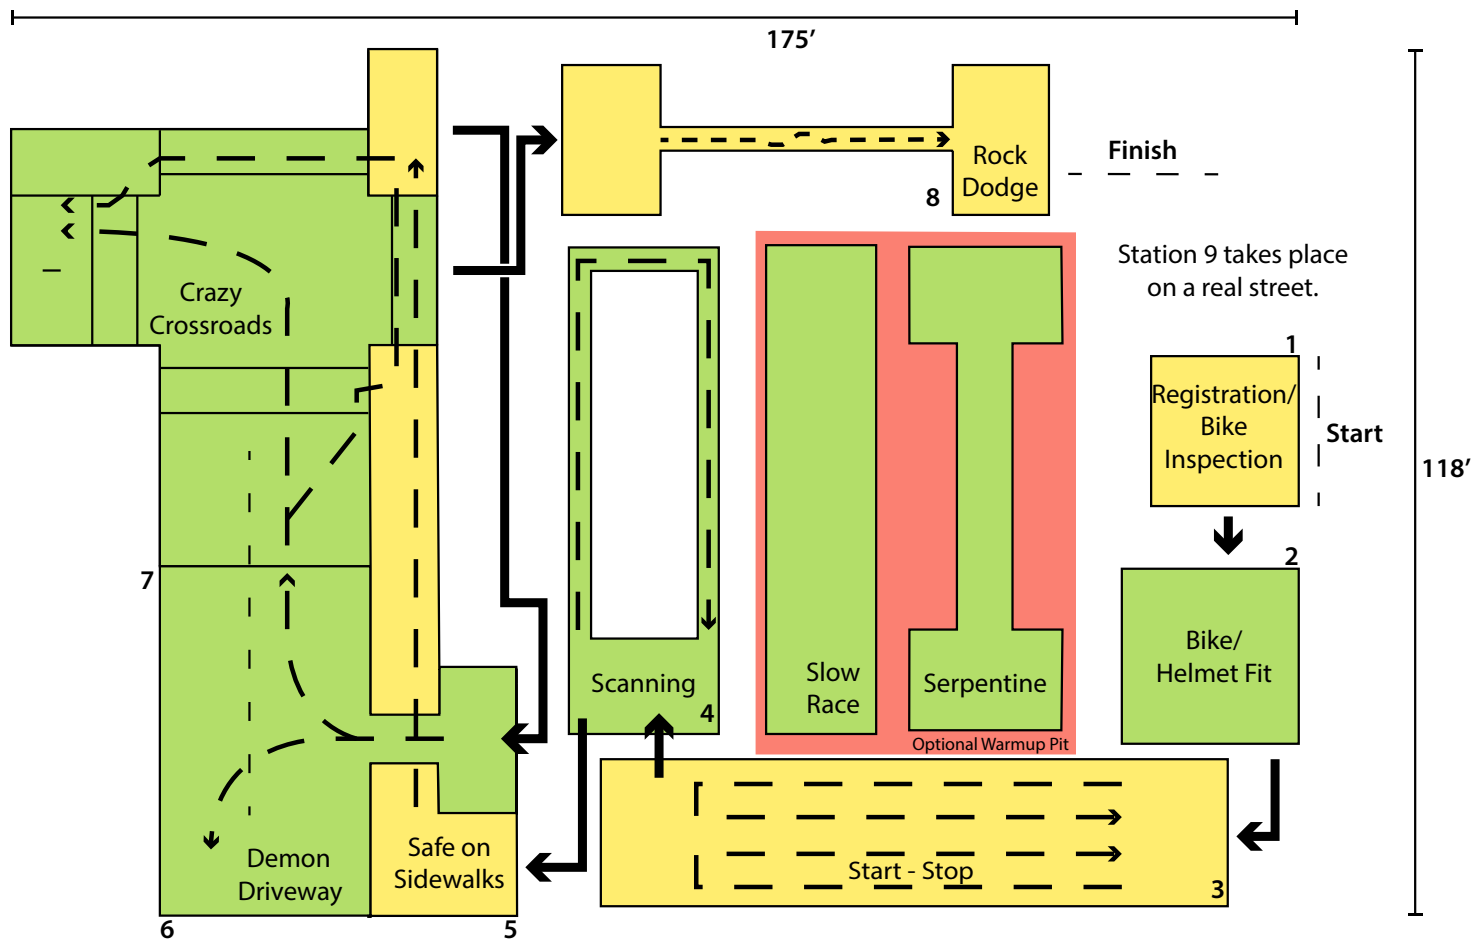 175′
Rock
Dodge
8
Finish
Station 9 takes place
on a real street.
Crazy
Crossroads
1
Registration/
Bike
Inspection
Start
118′
2
Bike/
Helmet Fit
7
Scanning
4
Slow
Race
Serpentine
Optional Warmup Pit
Demon
Driveway
6
Safe on
Sidewalks
5
Start - Stop
3